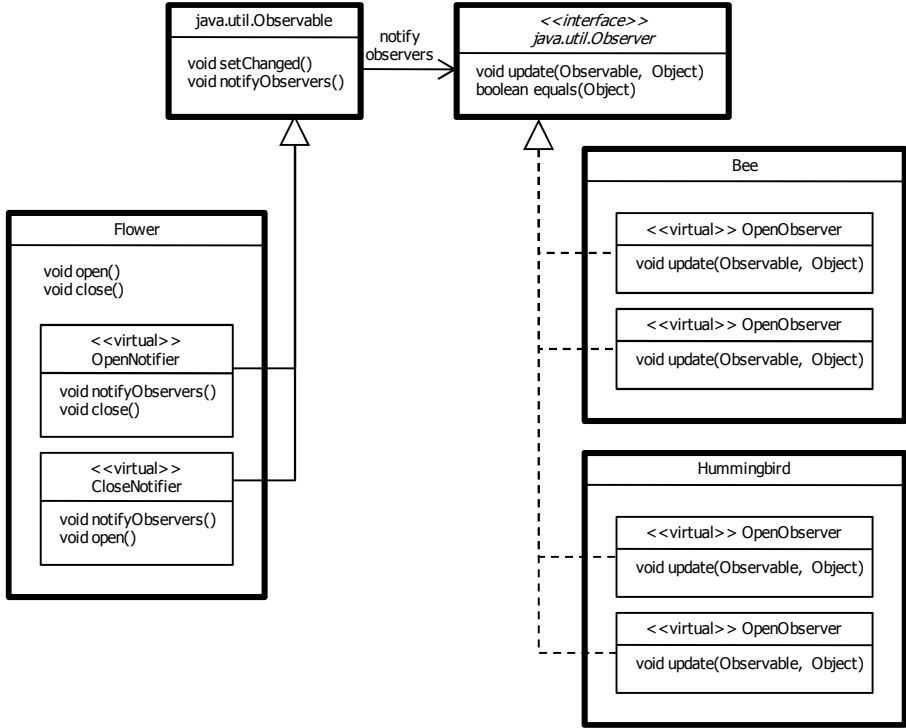 java.util.Observable
void setChanged()
void notifyObservers()
notify
observers
<<interface>>
java.util.Observer
void update(Observable, Object)
boolean equals(Object)
Flower
void open()
void close()
<<virtual>>
OpenNotifier
void notifyObservers()
void close()
<<virtual>>
CloseNotifier
void notifyObservers()
void open()
Bee
<<virtual>> OpenObserver
void update(Observable, Object)
<<virtual>> OpenObserver
void update(Observable, Object)
Hummingbird
<<virtual>> OpenObserver
void update(Observable, Object)
<<virtual>> OpenObserver
void update(Observable, Object)